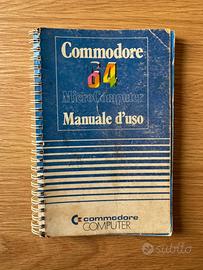 Commodore
64
MicroComputer
Manuale d'uso
commodore
COMPUTER
subito